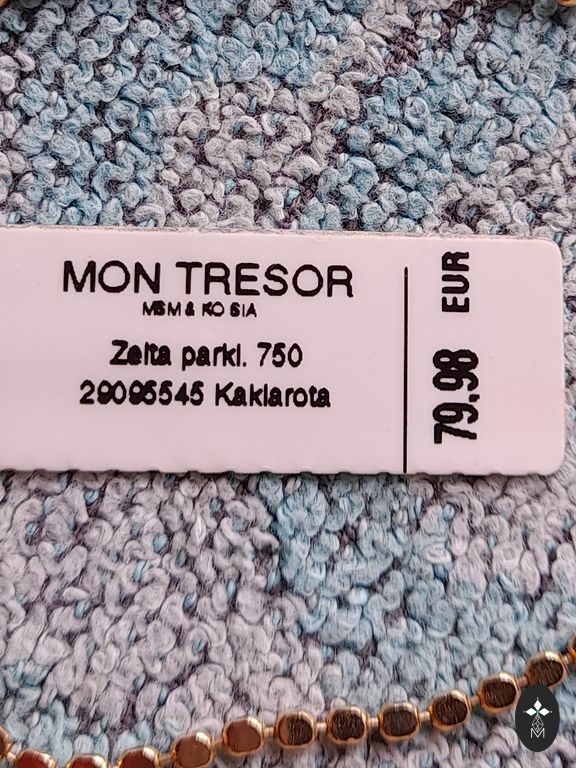 MON TRESOR
MSM & KO SIA
Zelta parkl. 750
29095545 Kaklarota
79.98 EUR
M